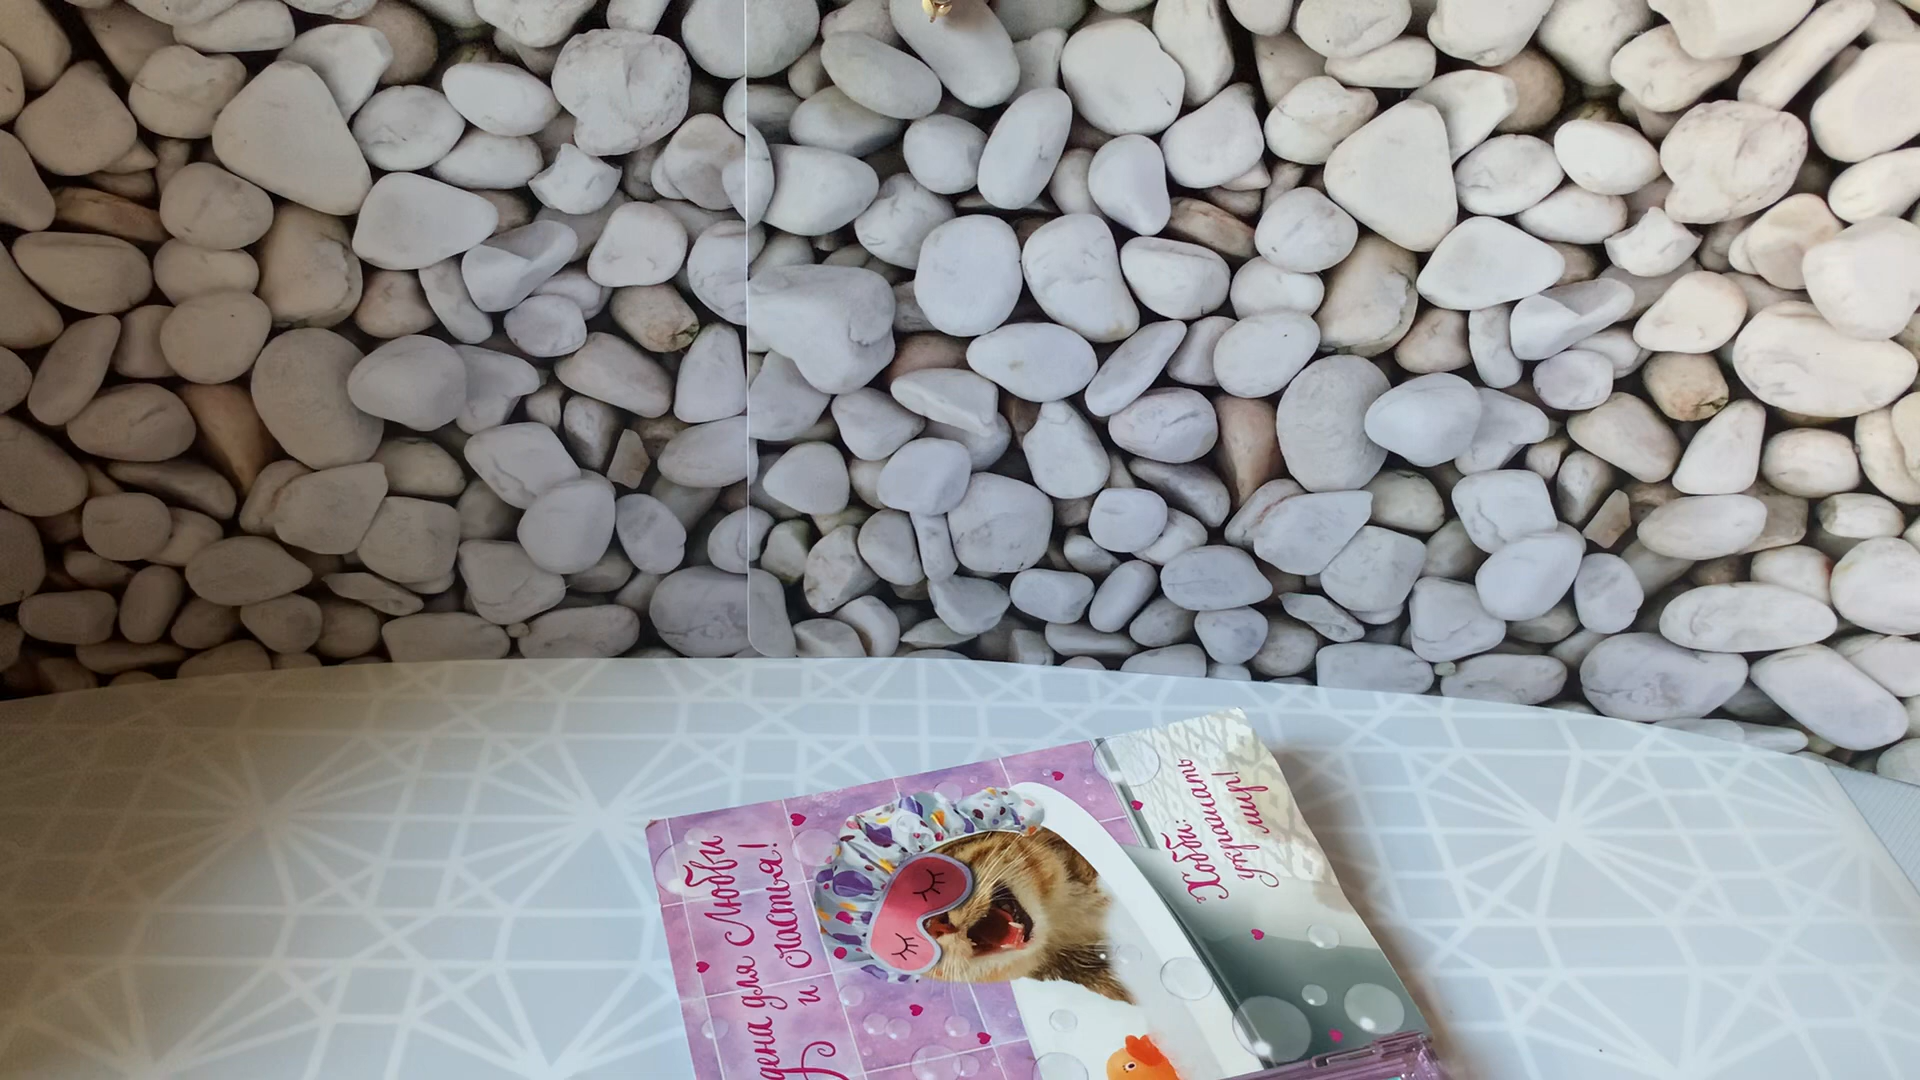 дена для Любви
и счастья!
Хобби:
украшать
мир!